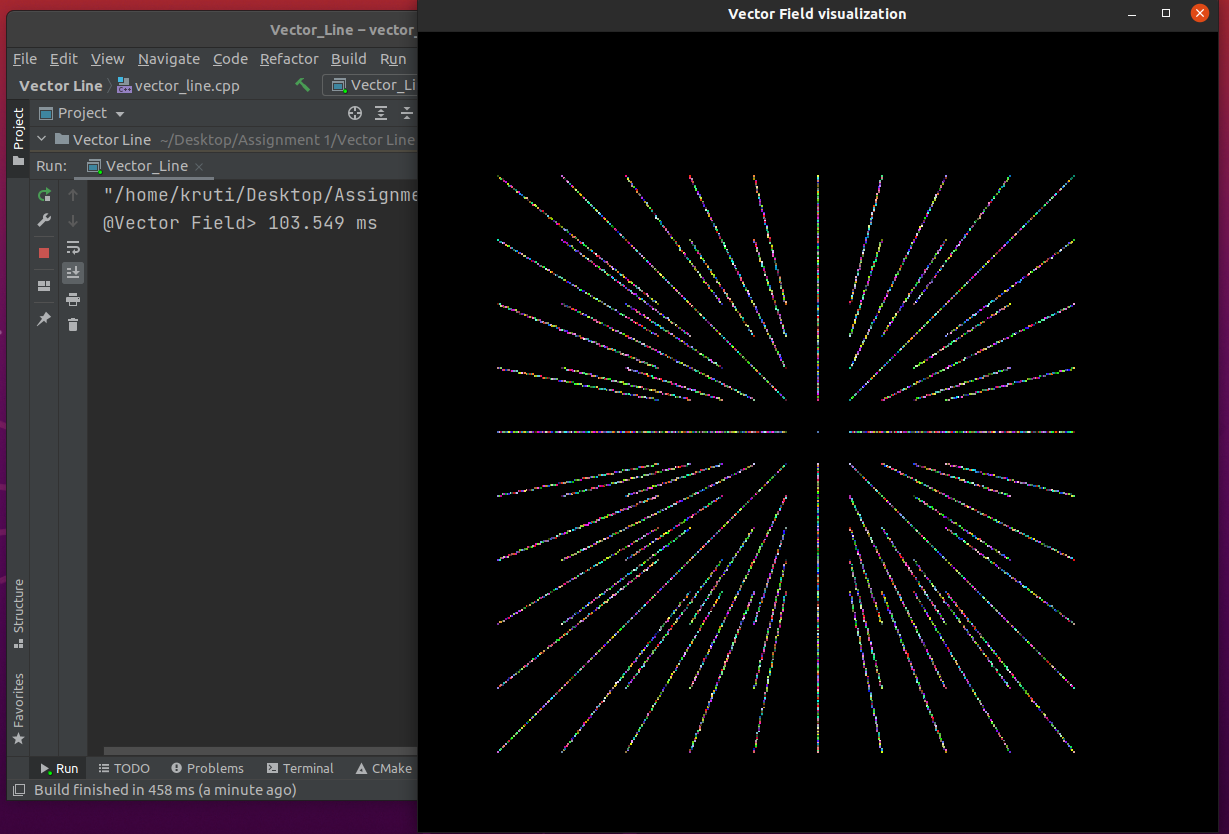 Vector_Line – vector_
Vector Field visualization
File Edit View Navigate Code Refactor Build Run
Vector Line vector_line.cpp Vector_Li
Project
Project
Vector Line ~/Desktop/Assignment 1/Vector Line
Run: Vector_Line
"/home/kruti/Desktop/Assignme
@Vector Field> 103.549 ms
Structure
Favorites
Run TODO Problems Terminal CMake
Build finished in 458 ms (a minute ago)